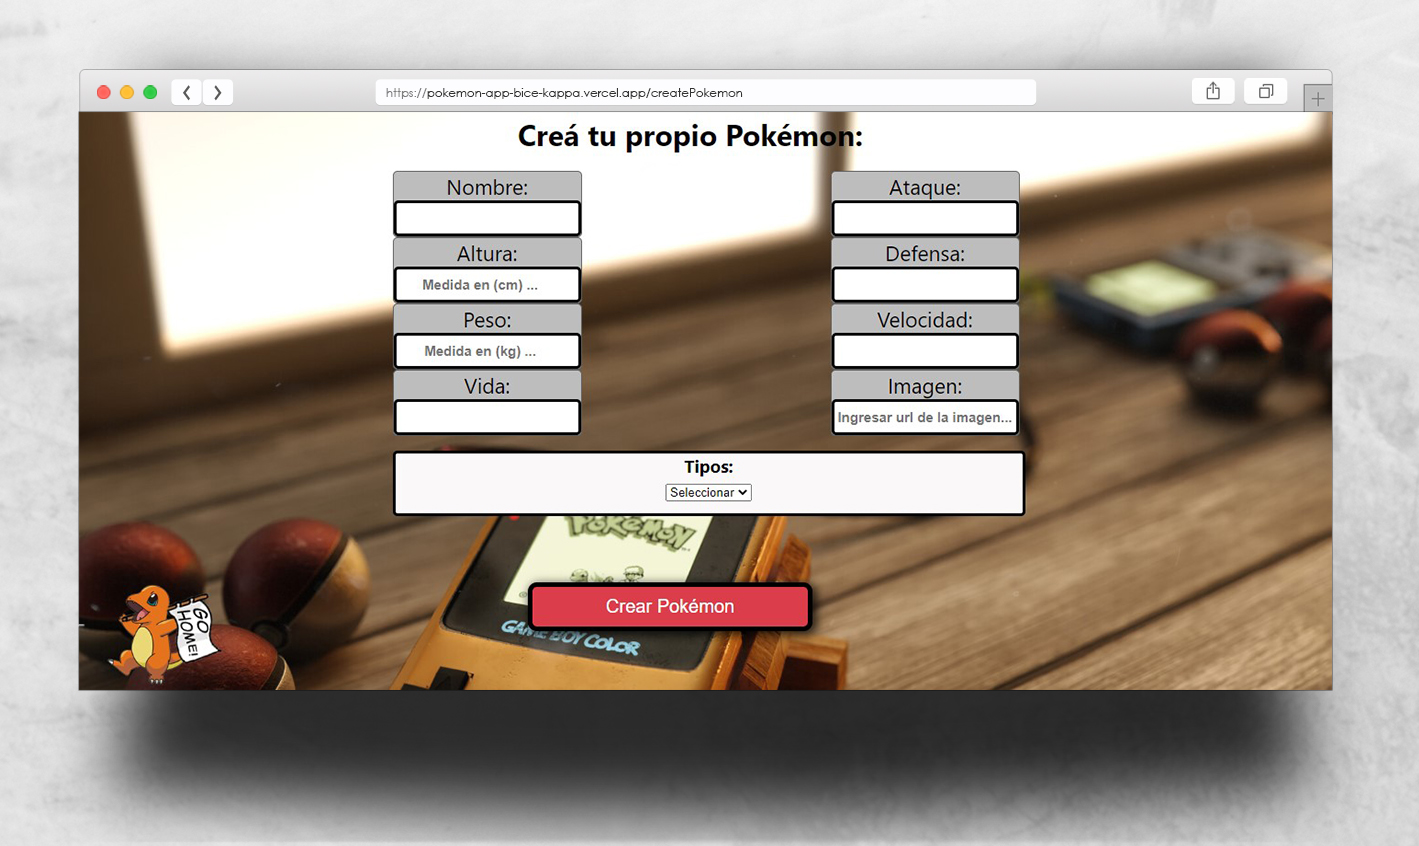 https://pokemon-app-bice-kappa.vercel.app/createPokemon
Creá tu propio Pokémon:
Nombre:
Altura:
Medida en (cm) ...
Peso:
Medida en (kg) ...
Vida:
Ataque:
Defensa:
Velocidad:
Imagen:
Ingresar url de la imagen...
Tipos:
Seleccionar
POKéMON
Crear Pokémon
GAME BOY COLOR
GO
HOME!